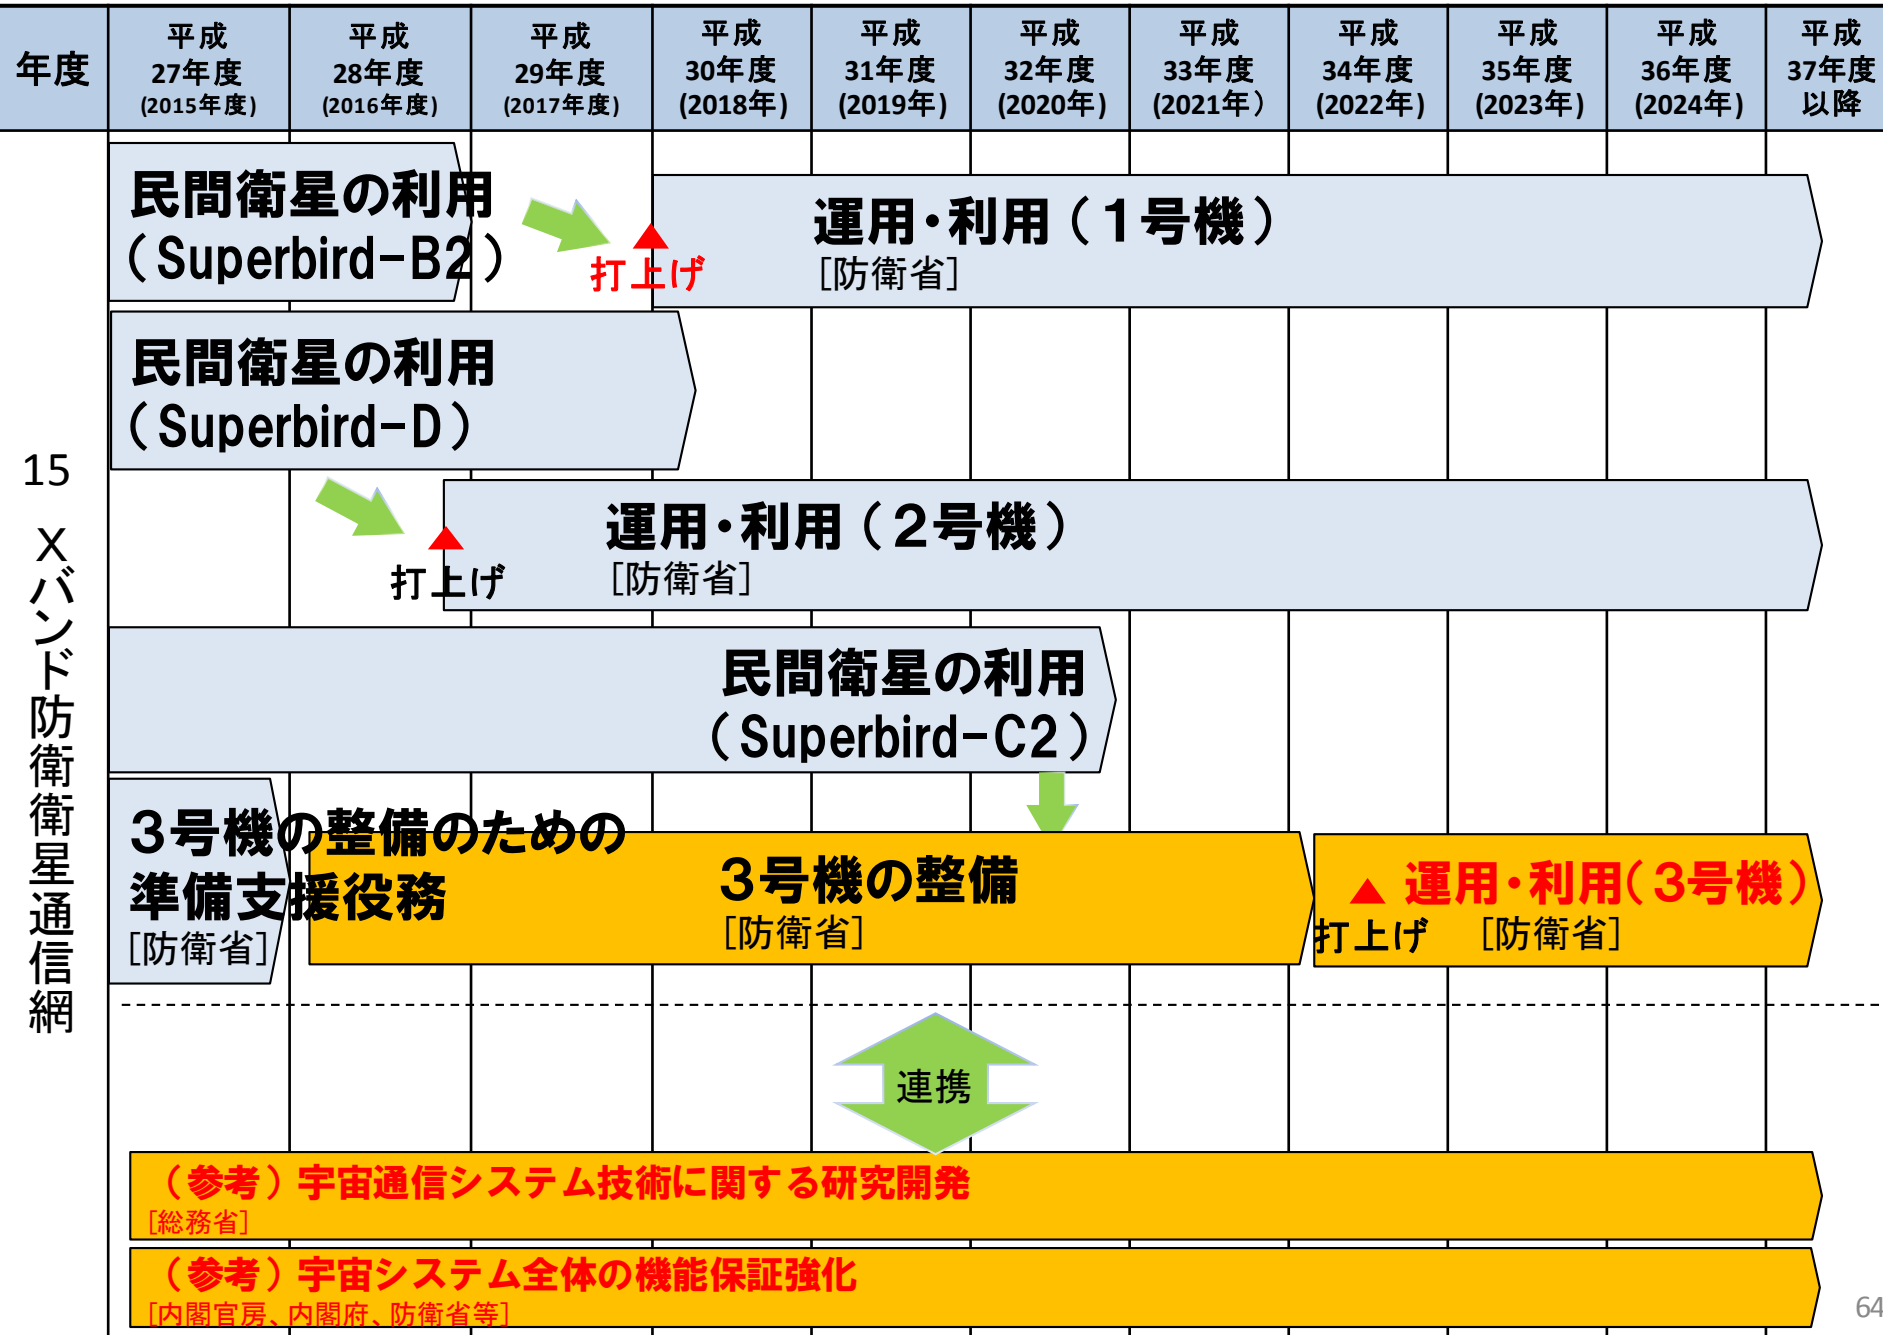 年度
平成
27年度
(2015年度)
平成
28年度
(2016年度)
平成
29年度
(2017年度)
平成
30年度
(2018年)
平成
31年度
(2019年)
平成
32年度
(2020年)
平成
33年度
(2021年）
平成
34年度
(2022年)
平成
35年度
(2023年)
平成
36年度
(2024年)
平成
37年度
以降
15 Xバンド防衛衛星通信網
民間衛星の利用
（Superbird−B2）
打上げ
運用・利用（１号機）
[防衛省]
民間衛星の利用
（Superbird−D）
打上げ
運用・利用（２号機）
[防衛省]
民間衛星の利用
（Superbird−C2）
３号機の整備のための
準備支援役務
[防衛省]
３号機の整備
[防衛省]
運用・利用（３号機）
打上げ
[防衛省]
連携
（参考）宇宙通信システム技術に関する研究開発
[総務省]
（参考）宇宙システム全体の機能保証強化
[内閣官房、内閣府、防衛省等]
64